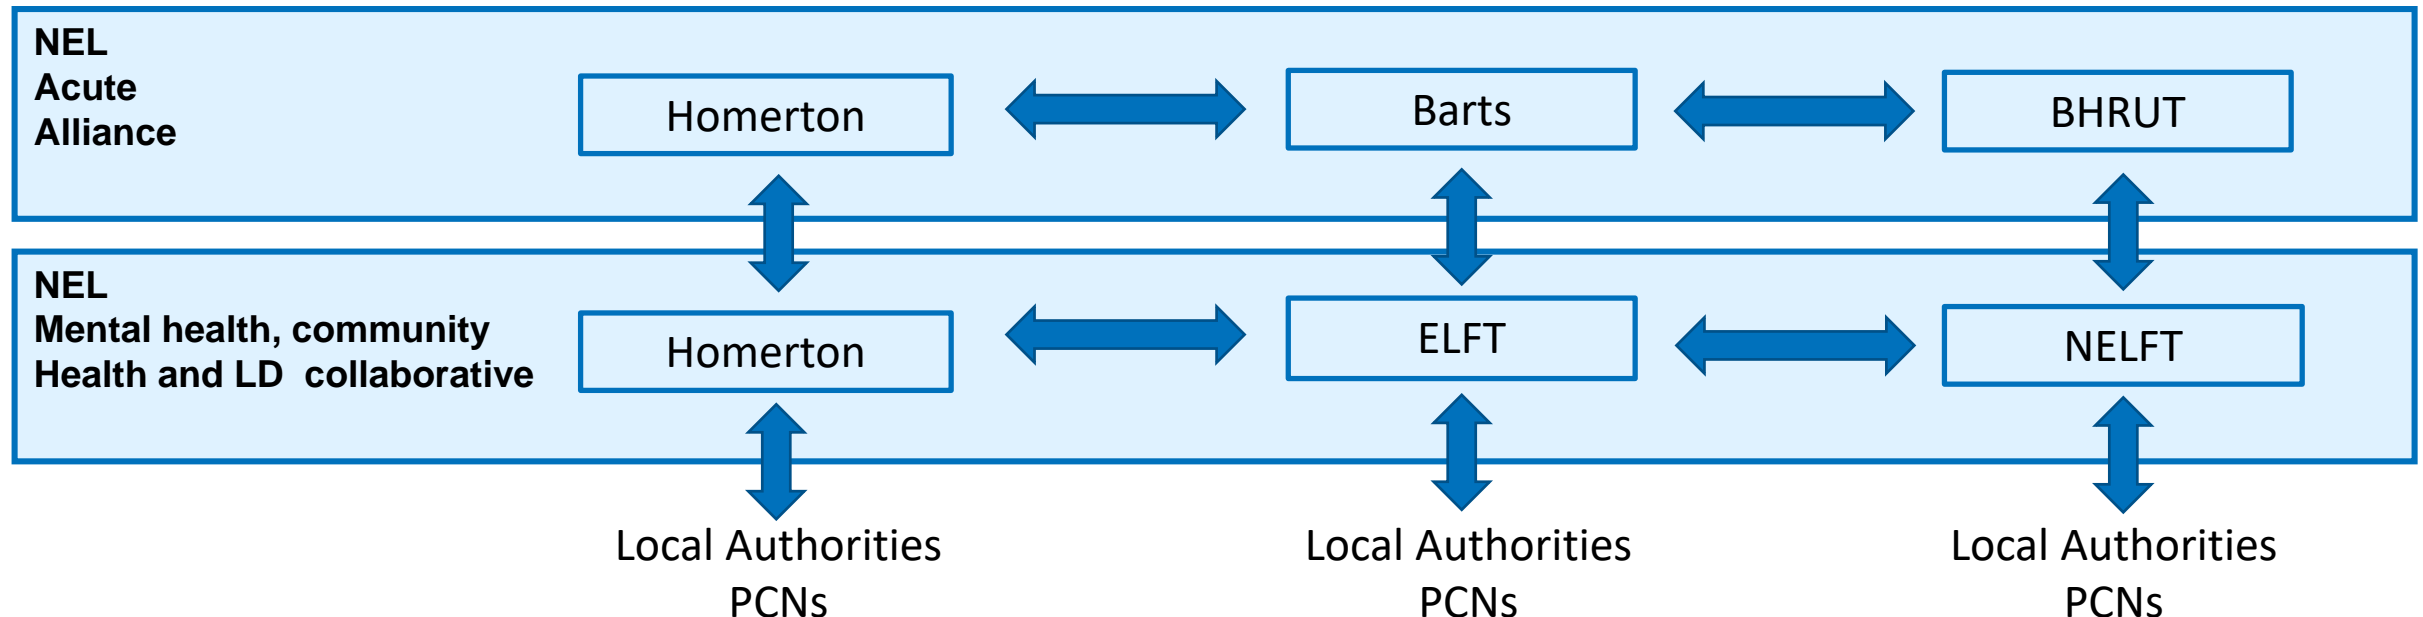 NEL
Acute
Alliance
Homerton
Barts
BHRUT
NEL
Mental health, community
Health and LD  collaborative
Homerton
ELFT
NELFT
Local Authorities
PCNs
Local Authorities
PCNs
Local Authorities
PCNs